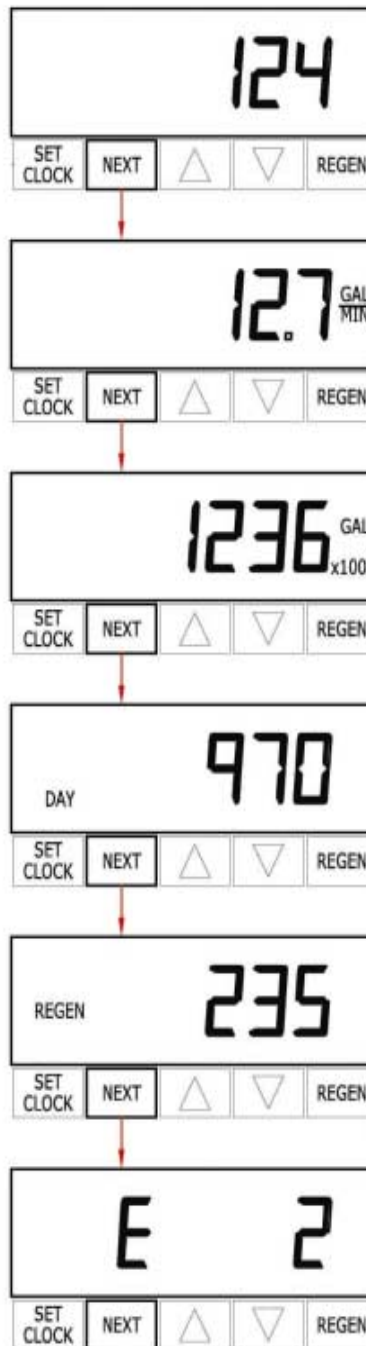 124
SET
CLOCK NEXT REGEN
12.7 GAL
MIN
SET
CLOCK NEXT REGEN
1236 GAL
x100
SET
CLOCK NEXT REGEN
DAY 970
SET
CLOCK NEXT REGEN
REGEN 235
SET
CLOCK NEXT REGEN
E 2
SET
CLOCK NEXT REGEN